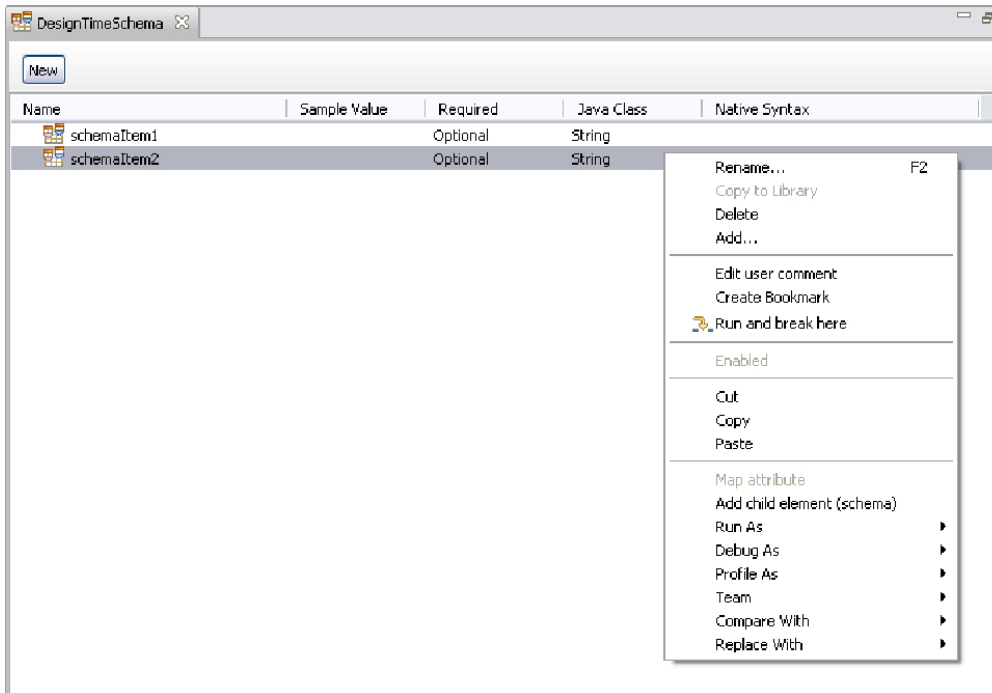 DesignTimeSchema
New
Name Sample Value Required Java Class Native Syntax
schemaItem1 Optional String
schemaItem2 Optional String
Rename... F2
Copy to Library
Delete
Add...
Edit user comment
Create Bookmark
Run and break here
Enabled
Cut
Copy
Paste
Map attribute
Add child element (schema)
Run As
Debug As
Profile As
Team
Compare With
Replace With